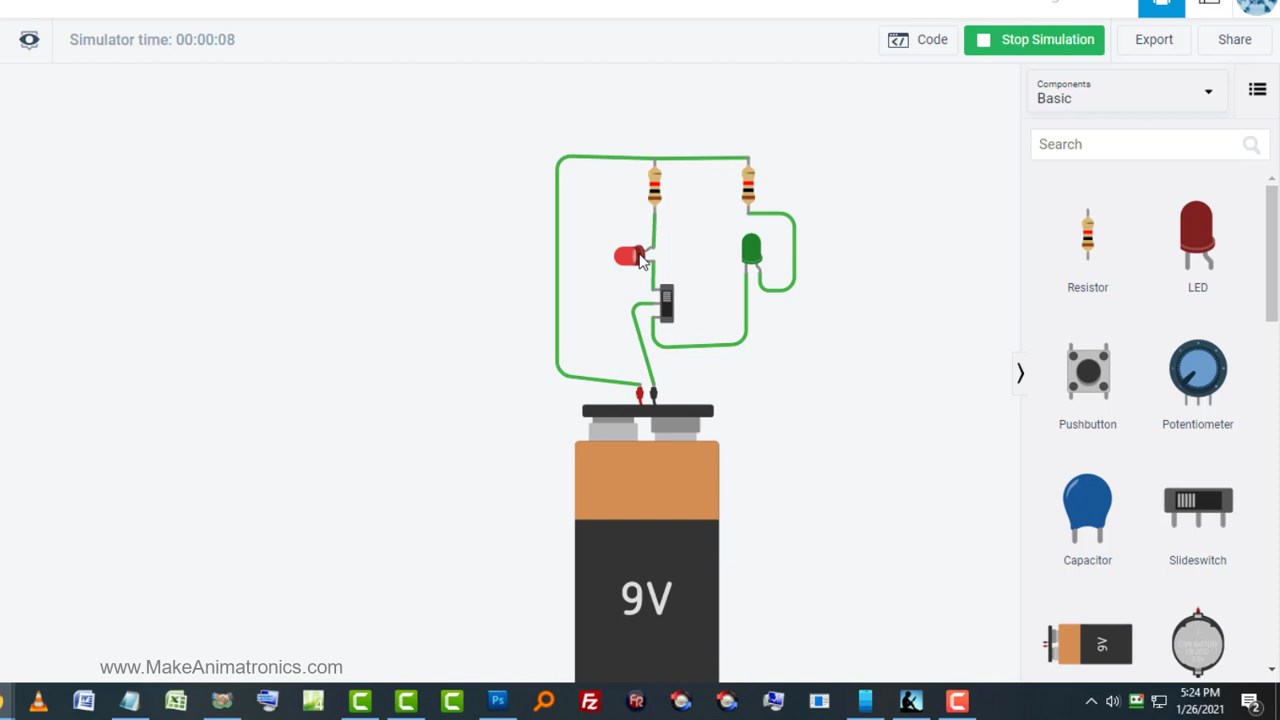 Simulator time: 00:00:08
Code
Stop Simulation
Export
Share
Components
Basic
Search
Resistor
LED
Pushbutton
Potentiometer
Capacitor
Slideswitch
9V
9V
www.MakeAnimatronics.com
5:24 PM
1/26/2021